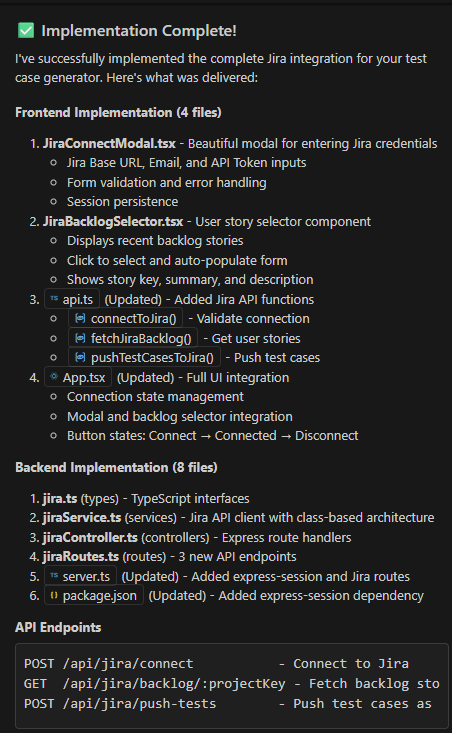 ✅ Implementation Complete!
I've successfully implemented the complete Jira integration for your test
case generator. Here's what was delivered:
Frontend Implementation (4 files)
1. JiraConnectModal.tsx - Beautiful modal for entering Jira credentials
○ Jira Base URL, Email, and API Token inputs
○ Form validation and error handling
○ Session persistence
2. JiraBacklogSelector.tsx - User story selector component
○ Displays recent backlog stories
○ Click to select and auto-populate form
○ Shows story key, summary, and description
3. TS api.ts (Updated) - Added Jira API functions
○ connectToJira() - Validate connection
○ fetchJiraBacklog() - Get user stories
○ pushTestCasesToJira() - Push test cases
4. App.tsx (Updated) - Full UI integration
○ Connection state management
○ Modal and backlog selector integration
○ Button states: Connect → Connected → Disconnect
Backend Implementation (8 files)
1. jira.ts (types) - TypeScript interfaces
2. jiraService.ts (services) - Jira API client with class-based architecture
3. jiraController.ts (controllers) - Express route handlers
4. jiraRoutes.ts (routes) - 3 new API endpoints
5. TS server.ts (Updated) - Added express-session and Jira routes
6. {} package.json (Updated) - Added express-session dependency
API Endpoints
POST /api/jira/connect - Connect to Jira
GET /api/jira/backlog/:projectKey - Fetch backlog sto
POST /api/jira/push-tests - Push test cases as